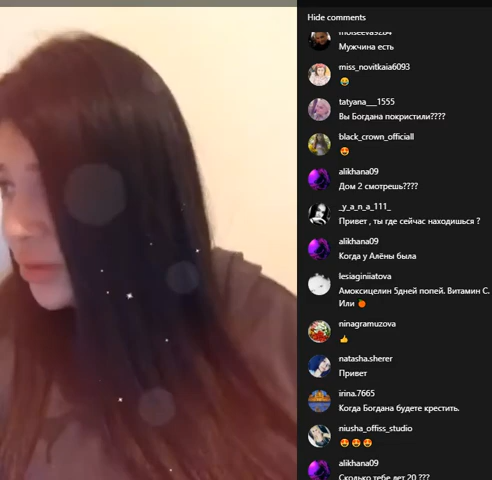 Hide comments
moiseeva9284
Мужчина есть
miss_novitkaia6093
😂
tatyana___1555
Вы Богдана покристили????
black_crown_officiall
😍
alikhana09
Дом 2 смотрешь????
_y_a_n_a_111_
Привет , ты где сейчас находишься ?
alikhana09
Когда у Алёны была
lesiaginiiatova
Амоксицелин 5дней попей. Витамин С.
Или 🍊
ninagramuzova
👍
natasha.sherer
Привет
irina.7665
Когда Богдана будете крестить.
niusha_offiss_studio
😍😍😍
alikhana09
Сколько тебе лет 20 ???